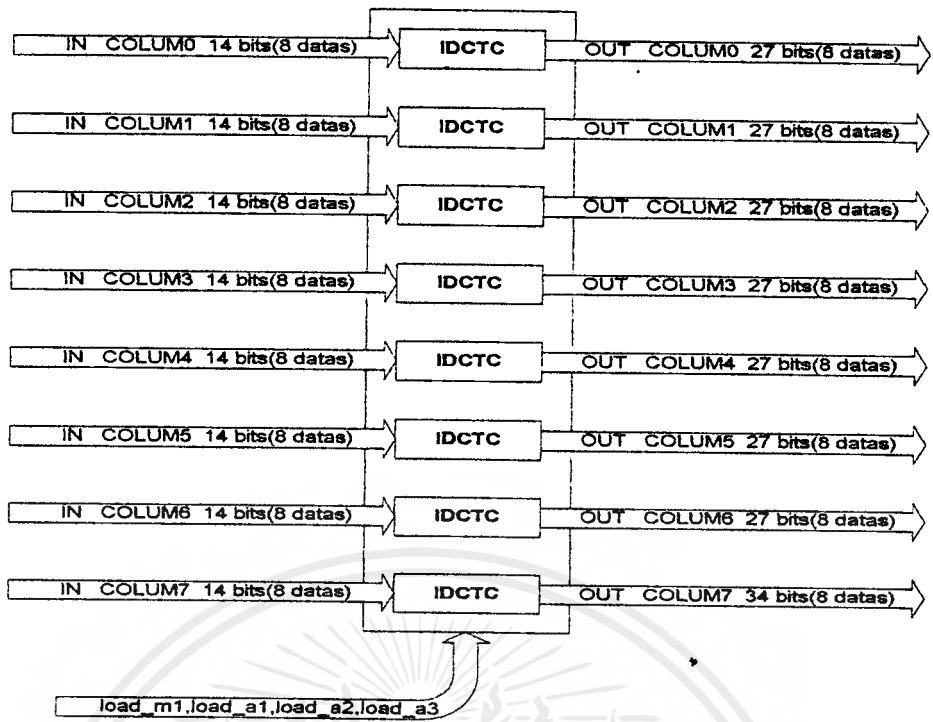 IN COLUM0 14 bits(8 datas) IDCTC OUT COLUM0 27 bits(8 datas)
IN COLUM1 14 bits(8 datas) IDCTC OUT COLUM1 27 bits(8 datas)
IN COLUM2 14 bits(8 datas) IDCTC OUT COLUM2 27 bits(8 datas)
IN COLUM3 14 bits(8 datas) IDCTC OUT COLUM3 27 bits(8 datas)
IN COLUM4 14 bits(8 datas) IDCTC OUT COLUM4 27 bits(8 datas)
IN COLUM5 14 bits(8 datas) IDCTC OUT COLUM5 27 bits(8 datas)
IN COLUM6 14 bits(8 datas) IDCTC OUT COLUM6 27 bits(8 datas)
IN COLUM7 14 bits(8 datas) IDCTC OUT COLUM7 34 bits(8 datas)
load_m1,load_a1,load_a2,load_a3